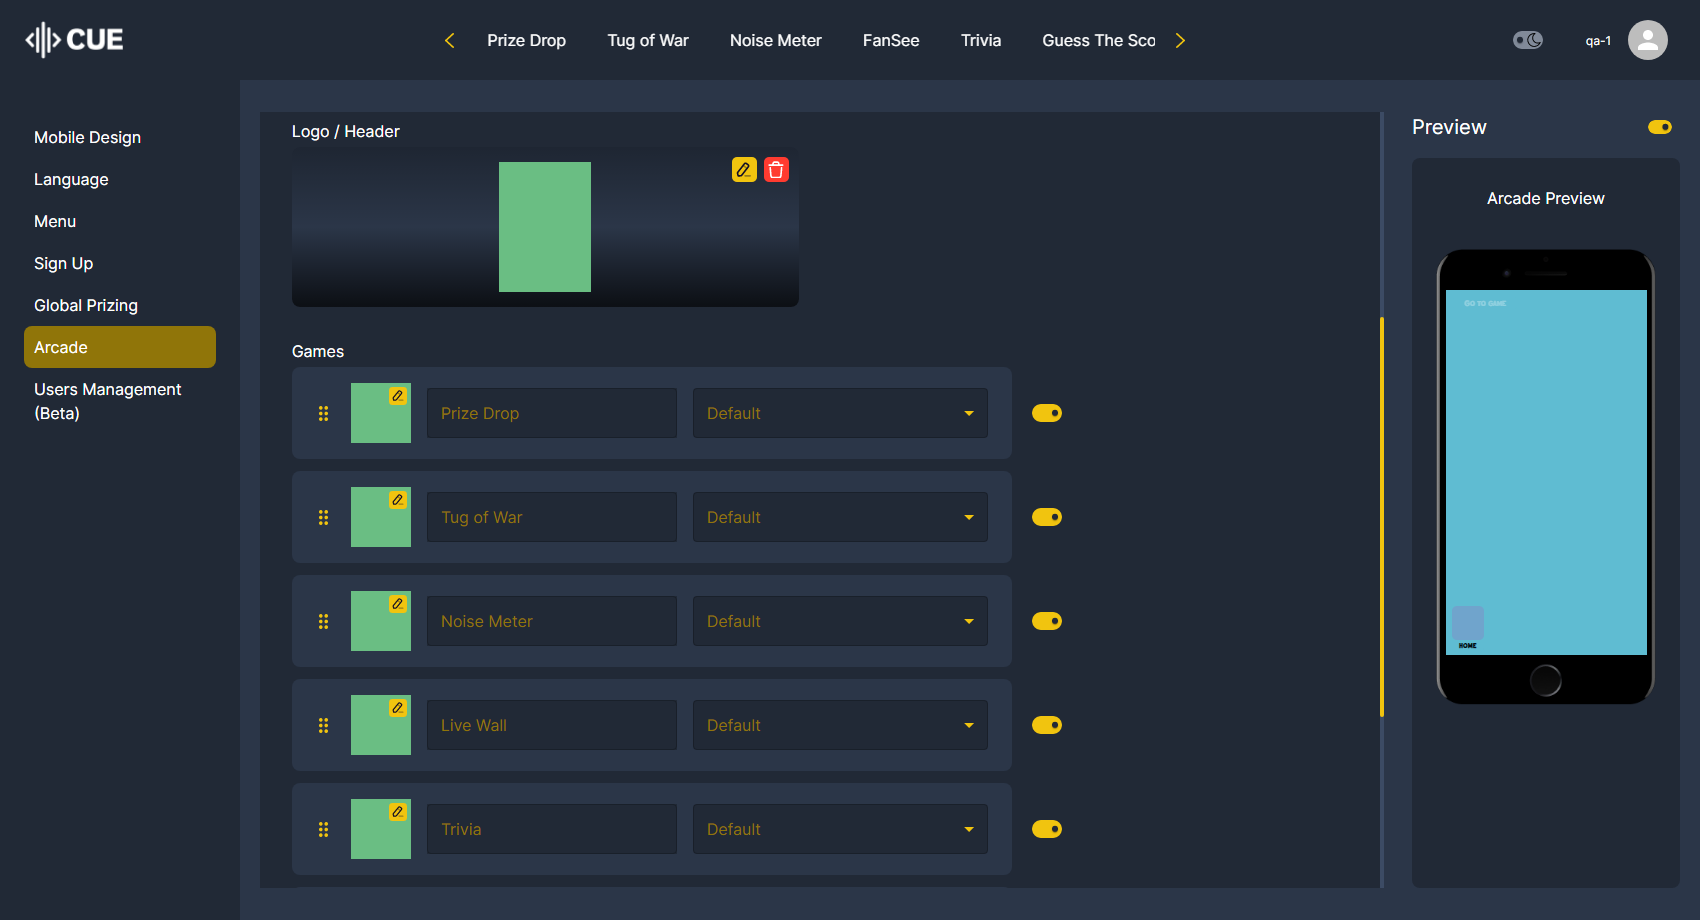 CUE
Prize Drop
Tug of War
Noise Meter
FanSee
Trivia
Guess The Sco
qa-1
Mobile Design
Language
Menu
Sign Up
Global Prizing
Arcade
Users Management
(Beta)
Logo / Header
Games
Prize Drop
Default
Tug of War
Default
Noise Meter
Default
Live Wall
Default
Trivia
Default
Preview
Arcade Preview
GO TO GAME
HOME